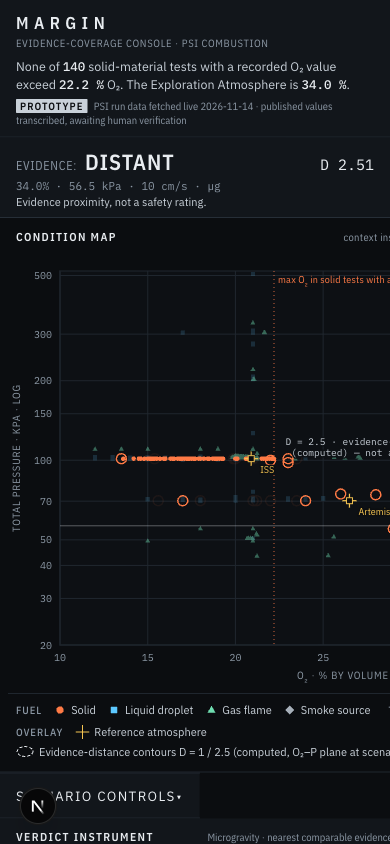 MARGIN
EVIDENCE-COVERAGE CONSOLE · PSI COMBUSTION
None of 140 solid-material tests with a recorded O₂ value
exceed 22.2 % O₂. The Exploration Atmosphere is 34.0 %.
PROTOTYPE PSI run data fetched live 2026-11-14 · published values
transcribed, awaiting human verification
EVIDENCE: DISTANT D 2.51
34.0% · 56.5 kPa · 10 cm/s · µg
Evidence proximity, not a safety rating.
CONDITION MAP context ins
500
max O₂ in solid tests with a
300
200
150
D = 2.5 · evidence
(computed) — not a
100
ISS
70
Artemis
50
40
30
20
TOTAL PRESSURE · KPA · LOG
10 15 20 25
O₂ · % BY VOLUME
FUEL Solid Liquid droplet Gas flame Smoke source
OVERLAY Reference atmosphere
Evidence-distance contours D = 1 / 2.5 (computed, O₂–P plane at scena
S NARIO CONTROLS▾
N
VERDICT INSTRUMENT Microgravity · nearest comparable evidence